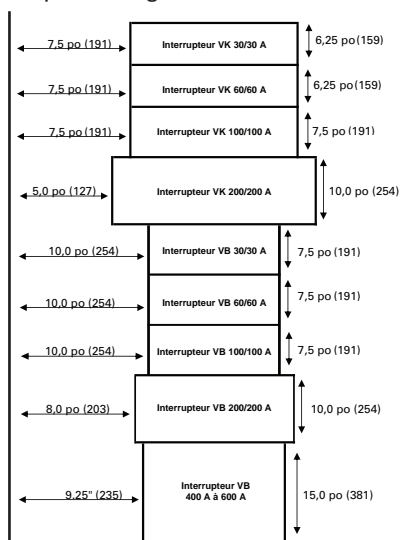 7,5 po (191)
Interrupteur VK 30/30 A
6,25 po (159)
7,5 po (191)
Interrupteur VK 60/60 A
6,25 po (159)
7,5 po (191)
Interrupteur VK 100/100 A
7,5 po (191)
5,0 po (127)
Interrupteur VK 200/200 A
10,0 po (254)
10,0 po (254)
Interrupteur VB 30/30 A
7,5 po (191)
10,0 po (254)
Interrupteur VB 60/60 A
7,5 po (191)
10,0 po (254)
Interrupteur VB 100/100 A
7,5 po (191)
8,0 po (203)
Interrupteur VB 200/200 A
10,0 po (254)
9.25" (235)
Interrupteur VB
400 A à 600 A
15,0 po (381)